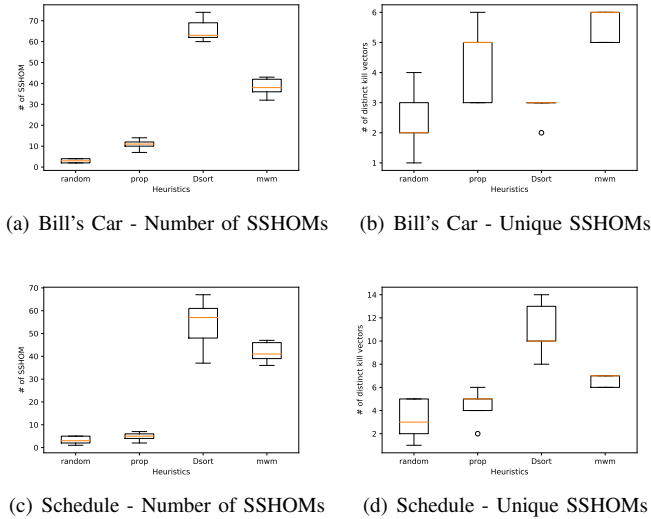 70
60
50
40
30
20
10
0
# of SSHOM
random prop Dsort mwm
Heuristics
(a) Bill's Car - Number of SSHOMs
6
5
4
3
2
1
# of distinct kill vectors
random prop Dsort mwm
Heuristics
(b) Bill's Car - Unique SSHOMs
70
60
50
40
30
20
10
0
# of SSHOM
random prop Dsort mwm
Heuristics
(c) Schedule - Number of SSHOMs
14
12
10
8
6
4
2
# of distinct kill vectors
random prop Dsort mwm
Heuristics
(d) Schedule - Unique SSHOMs